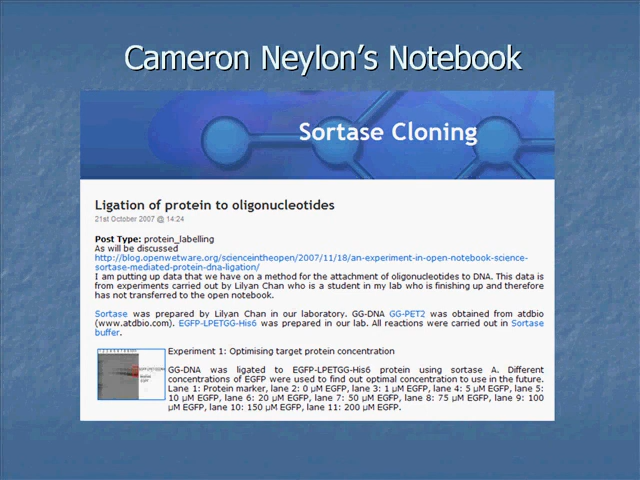 Cameron Neylon's Notebook
Sortase Cloning
Ligation of protein to oligonucleotides
21st October 2007 @ 14:24
Post Type: protein_labelling
As will be discussed
http://blog.openwetware.org/scienceintheopen/2007/11/18/an-experiment-in-open-notebook-science-
sortase-mediated-protein-dna-ligation/
I am putting up data that we have on a method for the attachment of oligonucleotides to DNA. This data is
from experiments carried out by Lilyan Chan who is a student in my lab who is finishing up and therefore
has not transferred to the open notebook.
Sortase was prepared by Lilyan Chan in our laboratory. GG-DNA GG-PET2 was obtained from atdbio
(www.atdbio.com). EGFP-LPETGG-His6 was prepared in our lab. All reactions were carried out in Sortase
buffer.
Experiment 1: Optimising target protein concentration
GG-DNA was ligated to EGFP-LPETGG-His6 protein using sortase A. Different
concentrations of EGFP were used to find out optimal concentration to use in the future.
Lane 1: Protein marker, lane 2: 0 µM EGFP, lane 3: 1 µM EGFP, lane 4: 5 µM EGFP, lane 5:
10 µM EGFP, lane 6: 20 µM EGFP, lane 7: 50 µM EGFP, lane 8: 75 µM EGFP, lane 9: 100
µM EGFP, lane 10: 150 µM EGFP, lane 11: 200 µM EGFP.